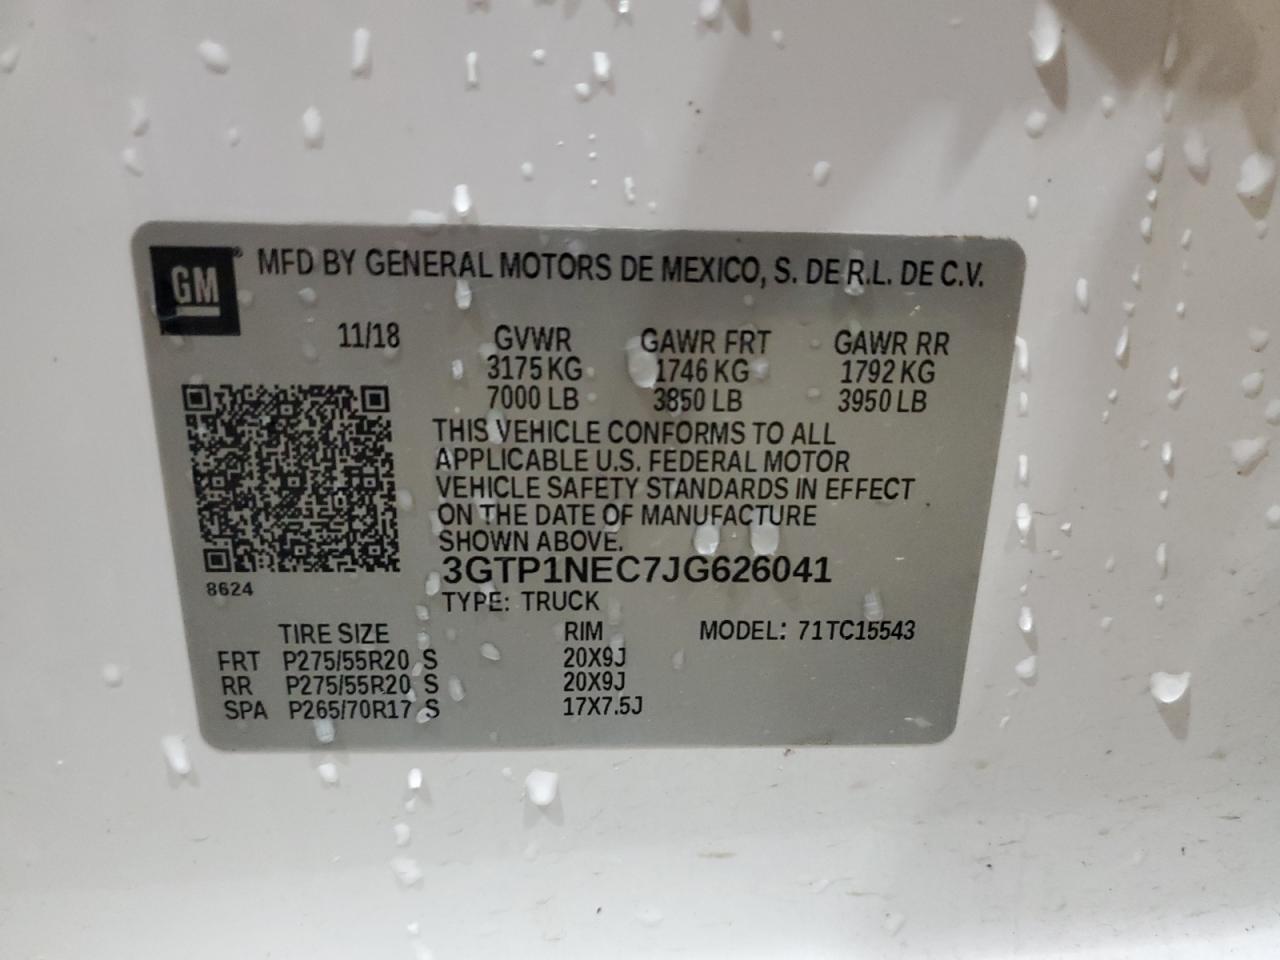 GM ® MFD BY GENERAL MOTORS DE MEXICO, S. DE R.L. DE C.V.
11/18 GVWR GAWR FRT GAWR RR
3175 KG 1746 KG 1792 KG
7000 LB 3850 LB 3950 LB
THIS VEHICLE CONFORMS TO ALL
APPLICABLE U.S. FEDERAL MOTOR
VEHICLE SAFETY STANDARDS IN EFFECT
ON THE DATE OF MANUFACTURE
SHOWN ABOVE.
3GTP1NEC7JG626041
8624
TYPE: TRUCK
TIRE SIZE RIM MODEL: 71TC15543
FRT P275/55R20 S 20X9J
RR P275/55R20 S 20X9J
SPA P265/70R17 S 17X7.5J